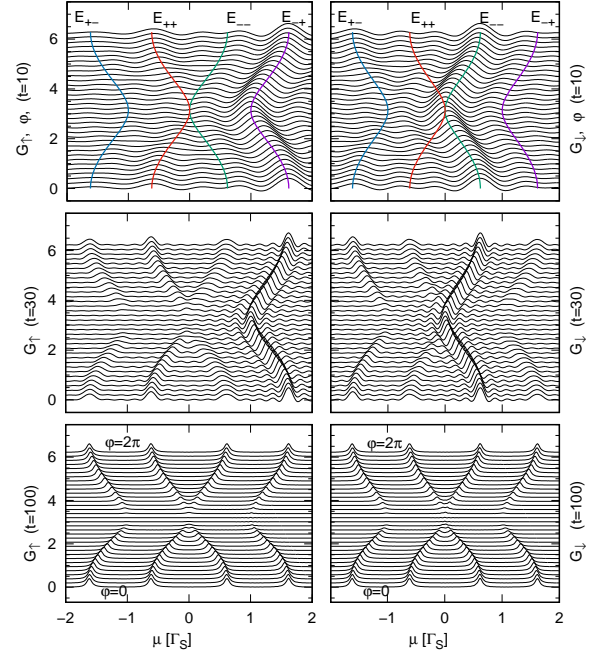 E+− E++ E−− E−+
E+− E++ E−− E−+
G↑, φ, (t=10)
6
4
2
0
G↓, φ (t=10)
G↑ (t=30)
6
4
2
0
G↓ (t=30)
G↑ (t=100)
6
4
2
0
φ=2π
φ=0
φ=2π
φ=0
G↓ (t=100)
−2 −1 0 1 2
−1 0 1 2
μ [ΓS]
μ [ΓS]